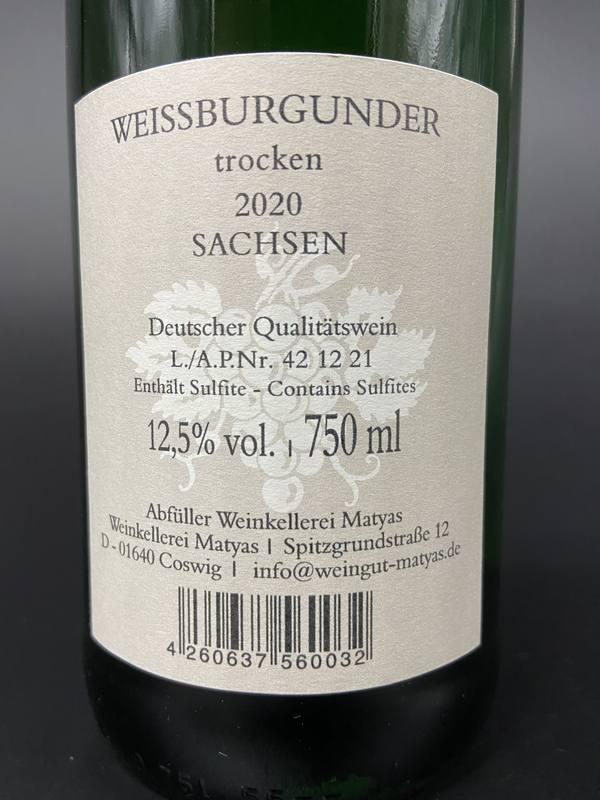 WEISSBURGUNDER
trocken
2020
SACHSEN
Deutscher Qualitätswein
L./A.P.Nr. 42 12 21
Enthält Sulfite - Contains Sulfites
12,5% vol. | 750 ml
Abfüller Weinkellerei Matyas
Weinkellerei Matyas | Spitzgrundstraße 12
D - 01640 Coswig | info@weingut-matyas.de
4 260637 560032